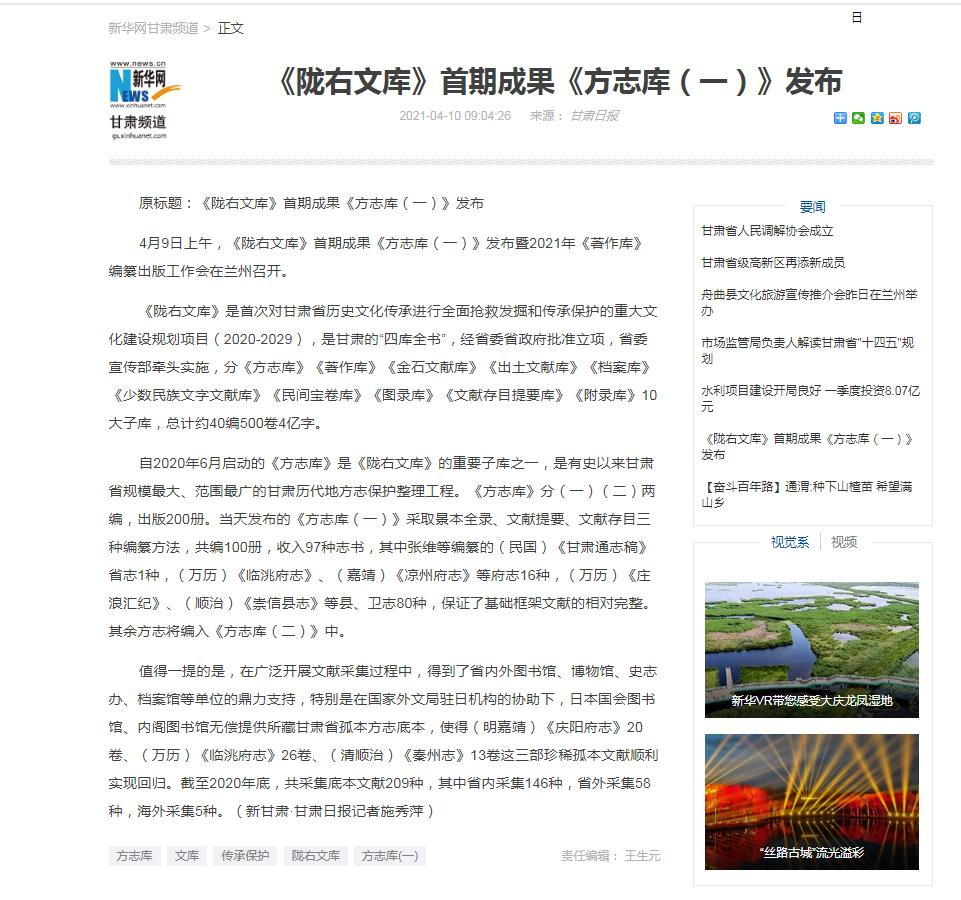 日
新华网甘肃频道 > 正文
www.news.cn
新华网
NEWS
www.xinhuanet.com
甘肃频道
gs.xinhuanet.com
《陇右文库》首期成果《方志库（一）》发布
2021-04-10 09:04:26 来源： 甘肃日报
原标题：《陇右文库》首期成果《方志库（一）》发布
4月9日上午，《陇右文库》首期成果《方志库（一）》发布暨2021年《著作库》
编纂出版工作会在兰州召开。
《陇右文库》是首次对甘肃省历史文化传承进行全面抢救发掘和传承保护的重大文
化建设规划项目（2020-2029），是甘肃的“四库全书”，经省委省政府批准立项，省委
宣传部牵头实施，分《方志库》《著作库》《金石文献库》《出土文献库》《档案库》
《少数民族文字文献库》《民间宝卷库》《图录库》《文献存目提要库》《附录库》10
大子库，总计约40编500卷4亿字。
自2020年6月启动的《方志库》是《陇右文库》的重要子库之一，是有史以来甘肃
省规模最大、范围最广的甘肃历代地方志保护整理工程。《方志库》分（一）（二）两
编，出版200册。当天发布的《方志库（一）》采取景本全录、文献提要、文献存目三
种编纂方法，共编100册，收入97种志书，其中张维等编纂的（民国）《甘肃通志稿》
省志1种，（万历）《临洮府志》、（嘉靖）《凉州府志》等府志16种，（万历）《庄
浪汇纪》、（顺治）《崇信县志》等县、卫志80种，保证了基础框架文献的相对完整。
其余方志将编入《方志库（二）》中。
值得一提的是，在广泛开展文献采集过程中，得到了省内外图书馆、博物馆、史志
办、档案馆等单位的鼎力支持，特别是在国家外文局驻日机构的协助下，日本国会图书
馆、内阁图书馆无偿提供所藏甘肃省孤本方志底本，使得（明嘉靖）《庆阳府志》20
卷、（万历）《临洮府志》26卷、（清顺治）《秦州志》13卷这三部珍稀孤本文献顺利
实现回归。截至2020年底，共采集底本文献209种，其中省内采集146种，省外采集58
种，海外采集5种。（新甘肃·甘肃日报记者施秀萍）
方志库 文库 传承保护 陇右文库 方志库(一)
责任编辑： 王生元
要闻
甘肃省人民调解协会成立
甘肃省级高新区再添新成员
舟曲县文化旅游宣传推介会昨日在兰州举
办
市场监管局负责人解读甘肃省"十四五"规
划
水利项目建设开局良好 一季度投资8.07亿
元
《陇右文库》首期成果《方志库（一）》
发布
【奋斗百年路】通渭:种下山楂苗 希望满
山乡
视觉系 视频
新华VR带您感受大庆龙凤湿地
“丝路古城”流光溢彩